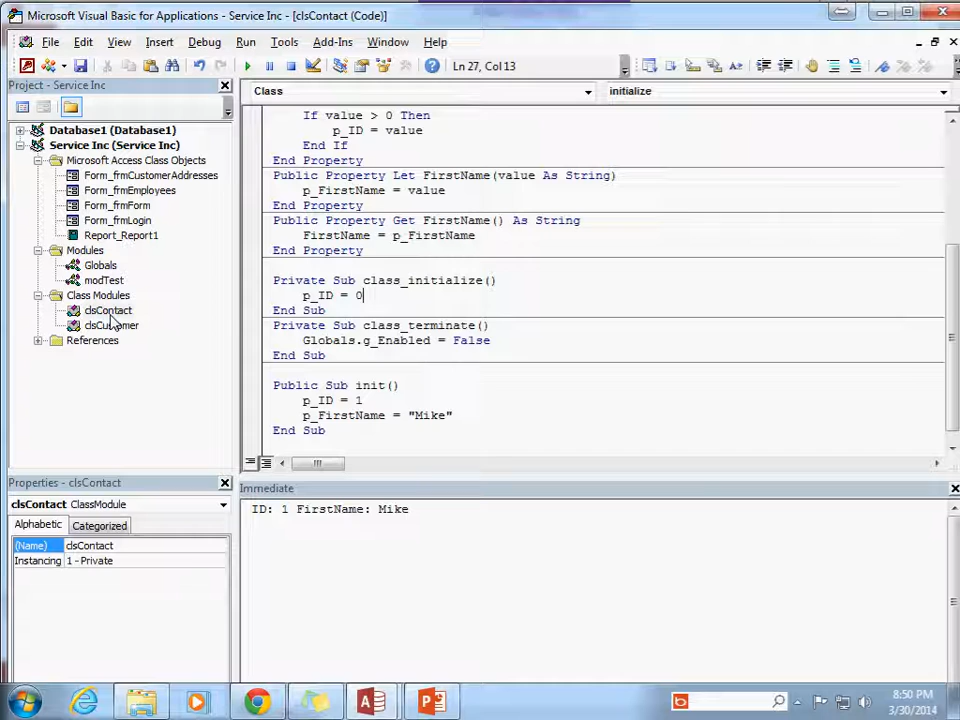 Microsoft Visual Basic for Applications - Service Inc - [clsContact (Code)]
File Edit View Insert Debug Run Tools Add-Ins Window Help
Ln 27, Col 13
Project - Service Inc
Class
initialize
Database1 (Database1)
Service Inc (Service Inc)
Microsoft Access Class Objects
Form_frmCustomerAddresses
Form_frmEmployees
Form_frmForm
Form_frmLogin
Report_Report1
Modules
Globals
modTest
Class Modules
clsContact
clsCustomer
References
If value > 0 Then
p_ID = value
End If
End Property
Public Property Let FirstName(value As String)
p_FirstName = value
End Property
Public Property Get FirstName() As String
FirstName = p_FirstName
End Property
Private Sub class_initialize()
p_ID = 0
End Sub
Private Sub class_terminate()
Globals.g_Enabled = False
End Sub
Public Sub init()
p_ID = 1
p_FirstName = "Mike"
End Sub
Properties - clsContact
clsContact ClassModule
Alphabetic Categorized
(Name) clsContact
Instancing 1 - Private
Immediate
ID: 1 FirstName: Mike
8:50 PM
3/30/2014